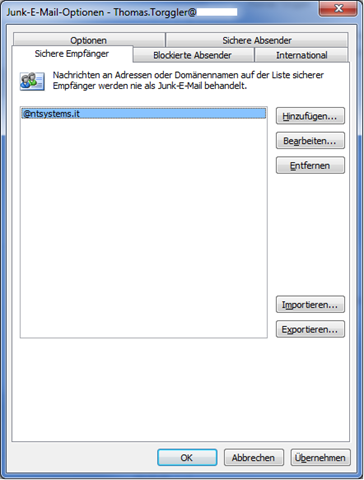 Junk-E-Mail-Optionen - Thomas.Torggler@
Optionen
Sichere Absender
Sichere Empfänger
Blockierte Absender
International
Nachrichten an Adressen oder Domänennamen auf der Liste sicherer
Empfänger werden nie als Junk-E-Mail behandelt.
@ntsystems.it
Hinzufügen...
Bearbeiten...
Entfernen
Importieren...
Exportieren...
OK
Abbrechen
Übernehmen